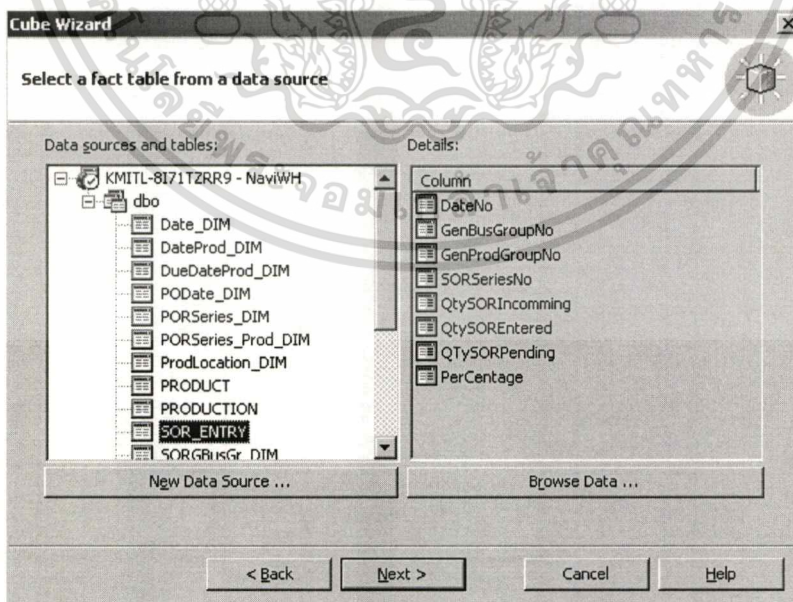 Cube Wizard
Select a fact table from a data source
Data sources and tables:
KMITL-8I71TZRR9 - NaviWH
dbo
Date_DIM
DateProd_DIM
DueDateProd_DIM
PODate_DIM
PORSeries_DIM
PORSeries_Prod_DIM
ProdLocation_DIM
PRODUCT
PRODUCTION
SOR_ENTRY
SORGBusGr_DIM
New Data Source ...
Details:
Column
DateNo
GenBusGroupNo
GenProdGroupNo
SORSeriesNo
QtySORIncomming
QtySOREntered
QTySORPending
PerCentage
Browse Data ...
< Back
Next >
Cancel
Help